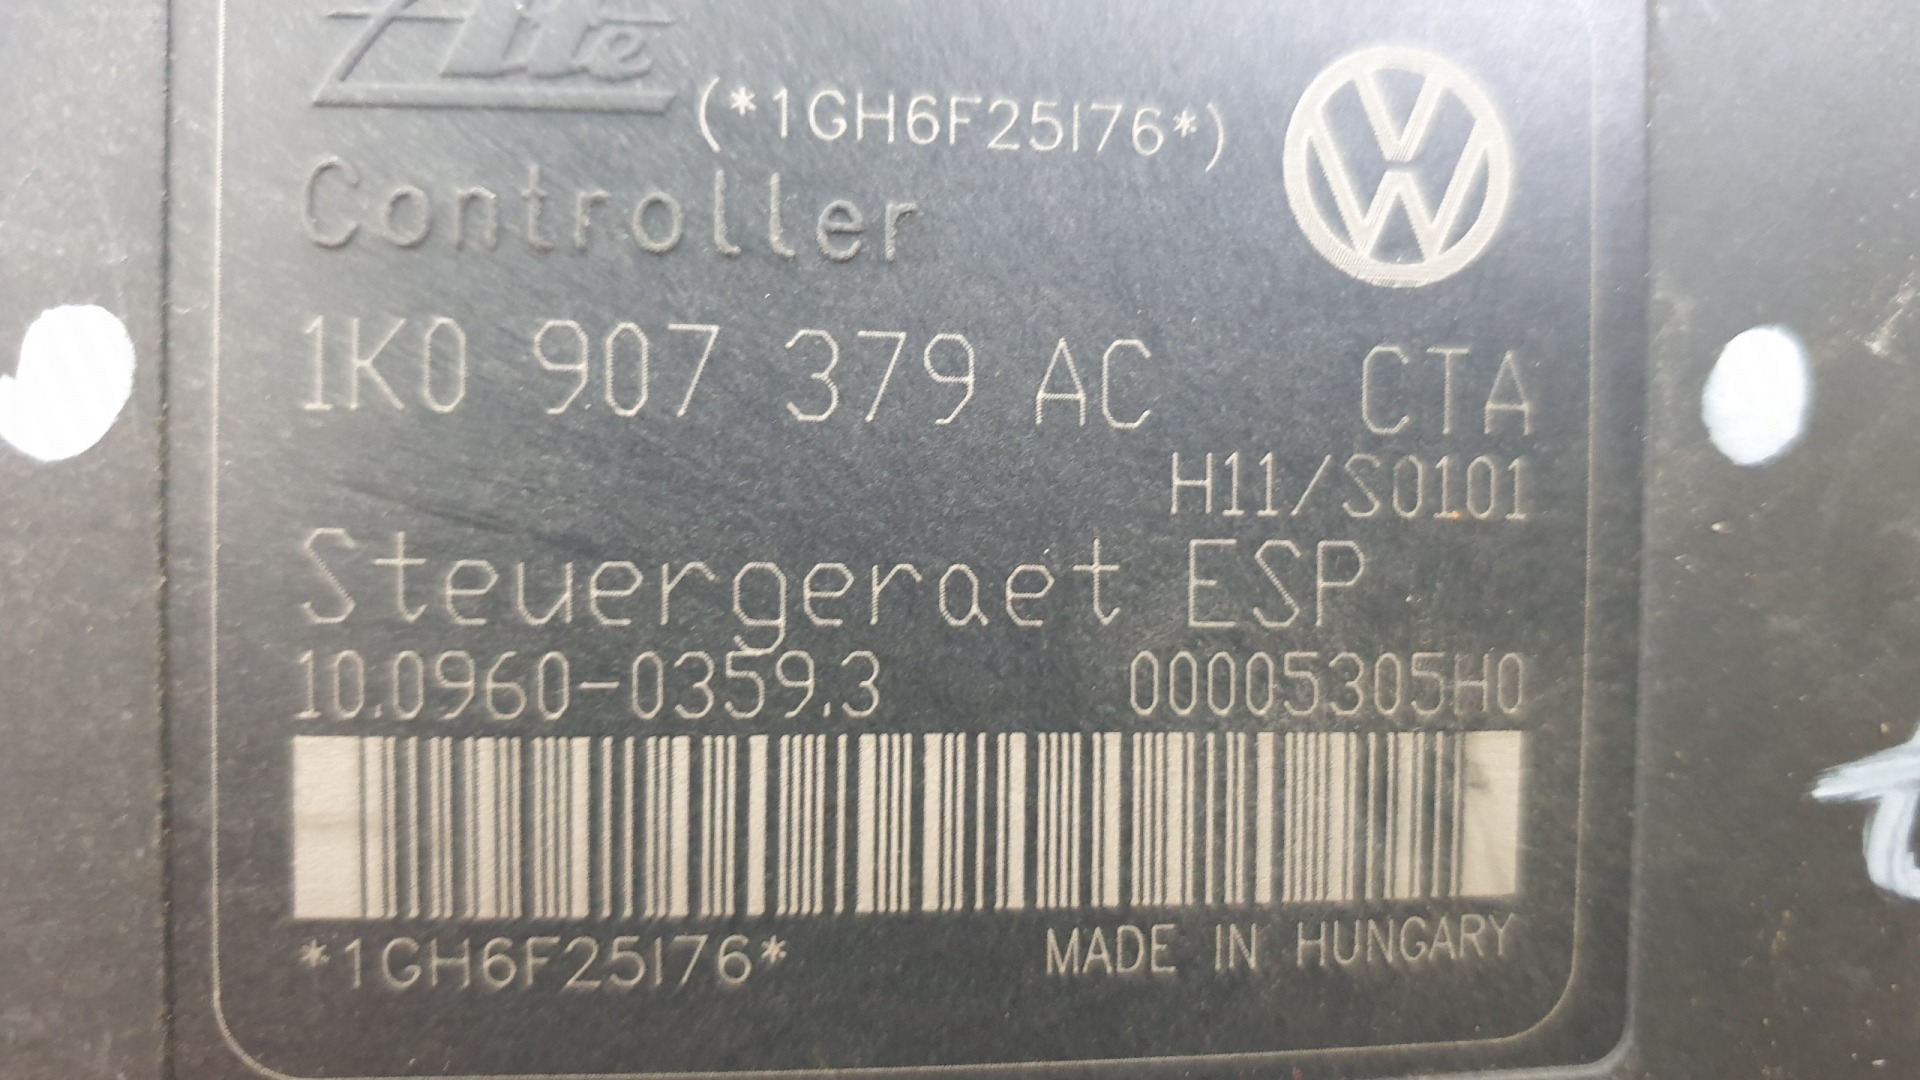 Ate
(*1GH6F25I76*)
Controller
1K0 907 379 AC CTA
H11/S0101
Steuergeraet ESP
10.0960-0359.3 00005305H0
*1GH6F25I76* MADE IN HUNGARY